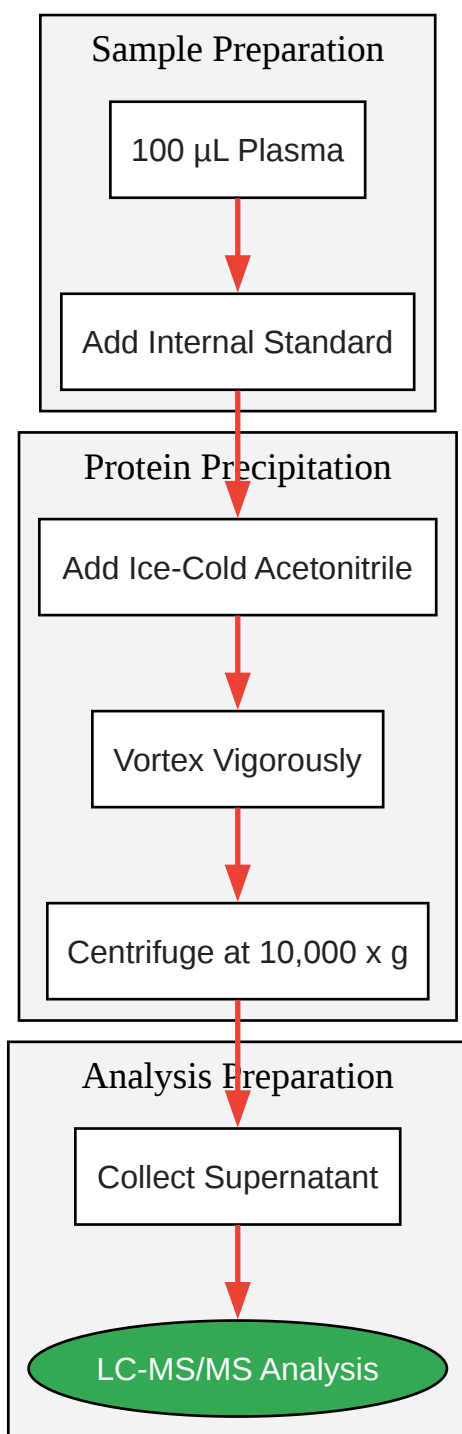 Sample Preparation
100 µL Plasma
Add Internal Standard
Protein Precipitation
Add Ice-Cold Acetonitrile
Vortex Vigorously
Centrifuge at 10,000 x g
Analysis Preparation
Collect Supernatant
LC-MS/MS Analysis